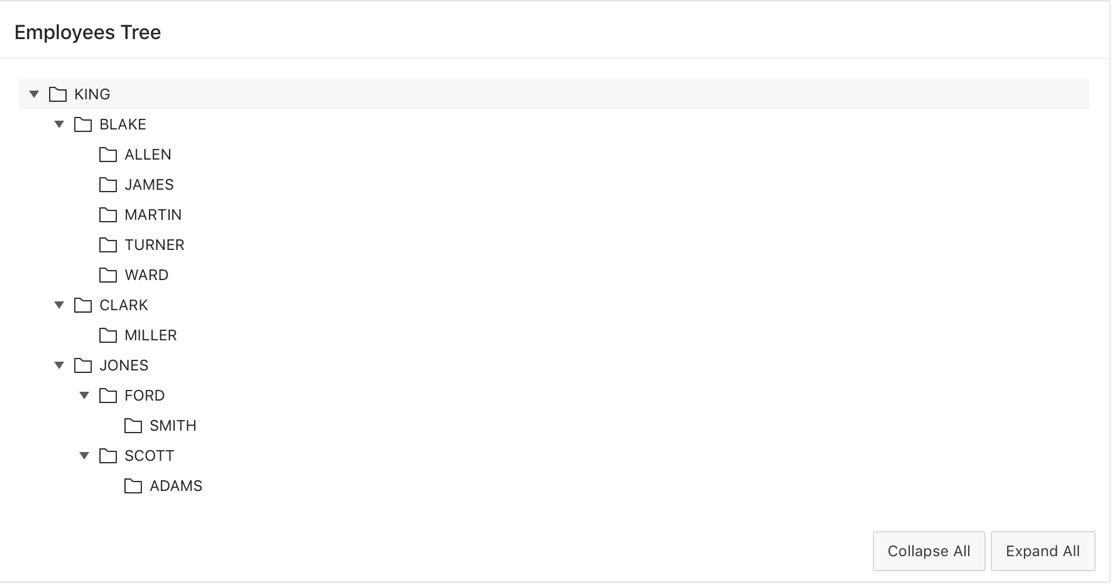 Employees Tree
KING
BLAKE
ALLEN
JAMES
MARTIN
TURNER
WARD
CLARK
MILLER
JONES
FORD
SMITH
SCOTT
ADAMS
Collapse All Expand All